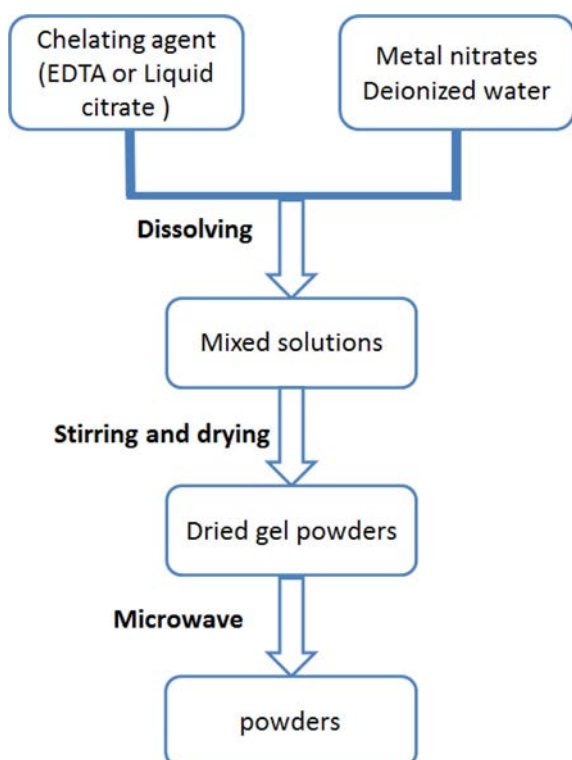 Chelating agent
(EDTA or Liquid
citrate )
Metal nitrates
Deionized water
Dissolving
Mixed solutions
Stirring and drying
Dried gel powders
Microwave
powders